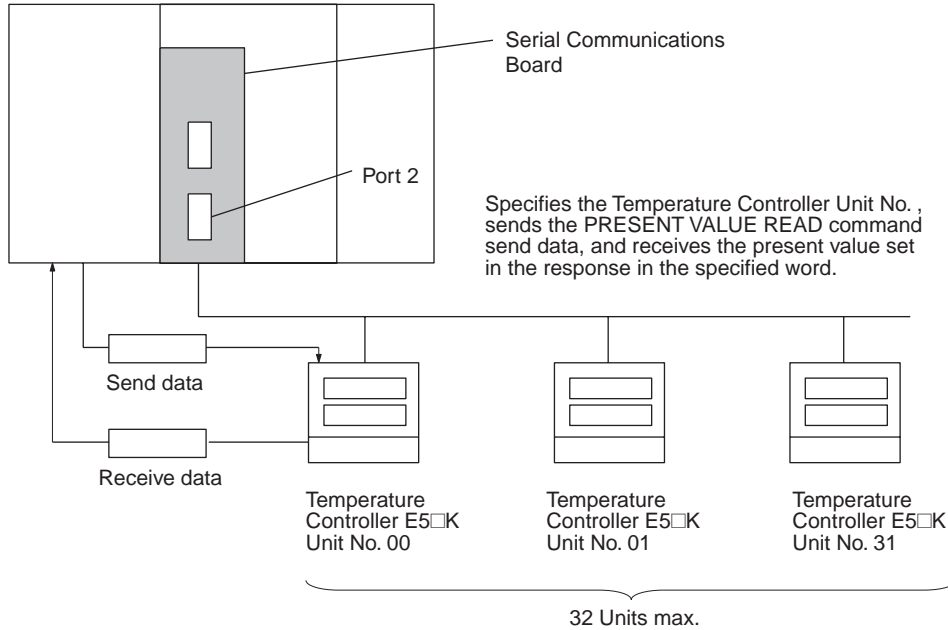 Serial Communications
Board
Port 2
Specifies the Temperature Controller Unit No. ,
sends the PRESENT VALUE READ command
send data, and receives the present value set
in the response in the specified word.
Send data
Receive data
Temperature
Controller E5□K
Unit No. 00
Temperature
Controller E5□K
Unit No. 01
Temperature
Controller E5□K
Unit No. 31
32 Units max.